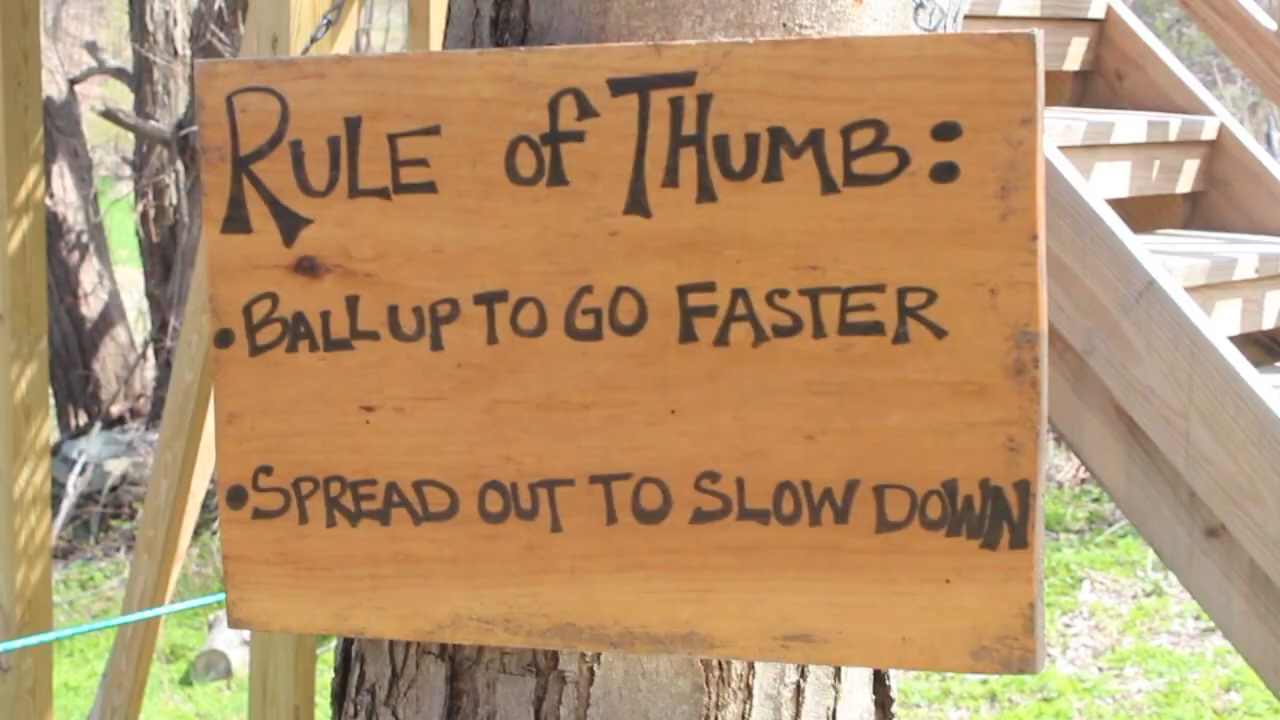 RULE of THUMB:
• BALL UP TO GO FASTER
• SPREAD OUT TO SLOW DOWN